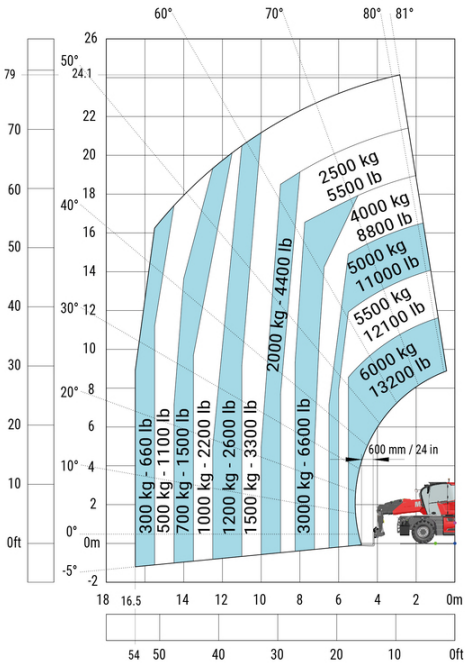 60° 70° 80° 81°
26
50°
79 24.1
22
70
20
2500 kg
5500 lb
60 18
4000 kg
8800 lb
40°
50 16
5000 kg
11000 lb
14
2000 kg - 4400 lb
5500 kg
12100 lb
30°
40 12
10
6000 kg
13200 lb
30
8
20°
20 6
600 mm / 24 in
300 kg - 660 lb
500 kg - 1100 lb
700 kg - 1500 lb
1000 kg - 2200 lb
1200 kg - 2600 lb
1500 kg - 3300 lb
3000 kg - 6600 lb
10° 4
10
2
0°
0ft 0m
-5°
-2
18 16.5 14 12 10 8 6 4 2 0m
54 50 40 30 20 10 0ft